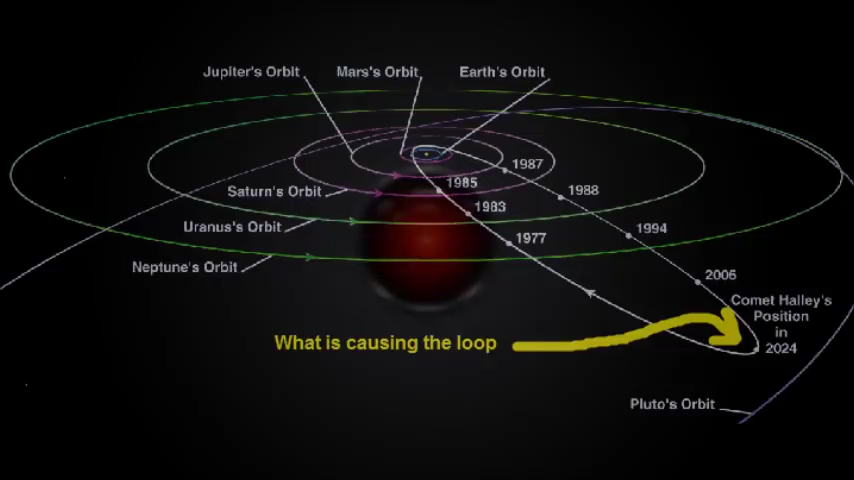 Jupiter's Orbit
Mars's Orbit
Earth's Orbit
1987
1985
Saturn's Orbit
1988
1983
Uranus's Orbit
1994
1977
Neptune's Orbit
2005
Comet Halley's
Position
in
2024
What is causing the loop
Pluto's Orbit